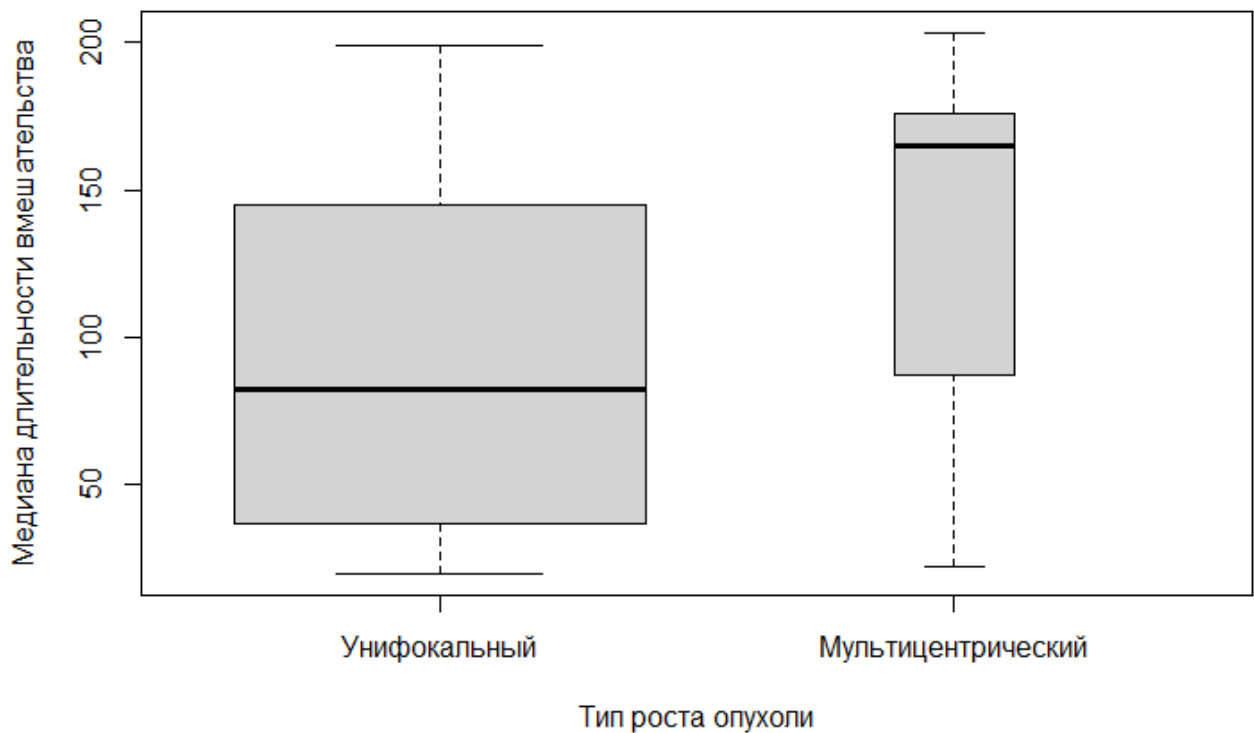 Медиана длительности вмешательства
200
150
100
50
Унифокальный Мультицентрический
Тип роста опухоли